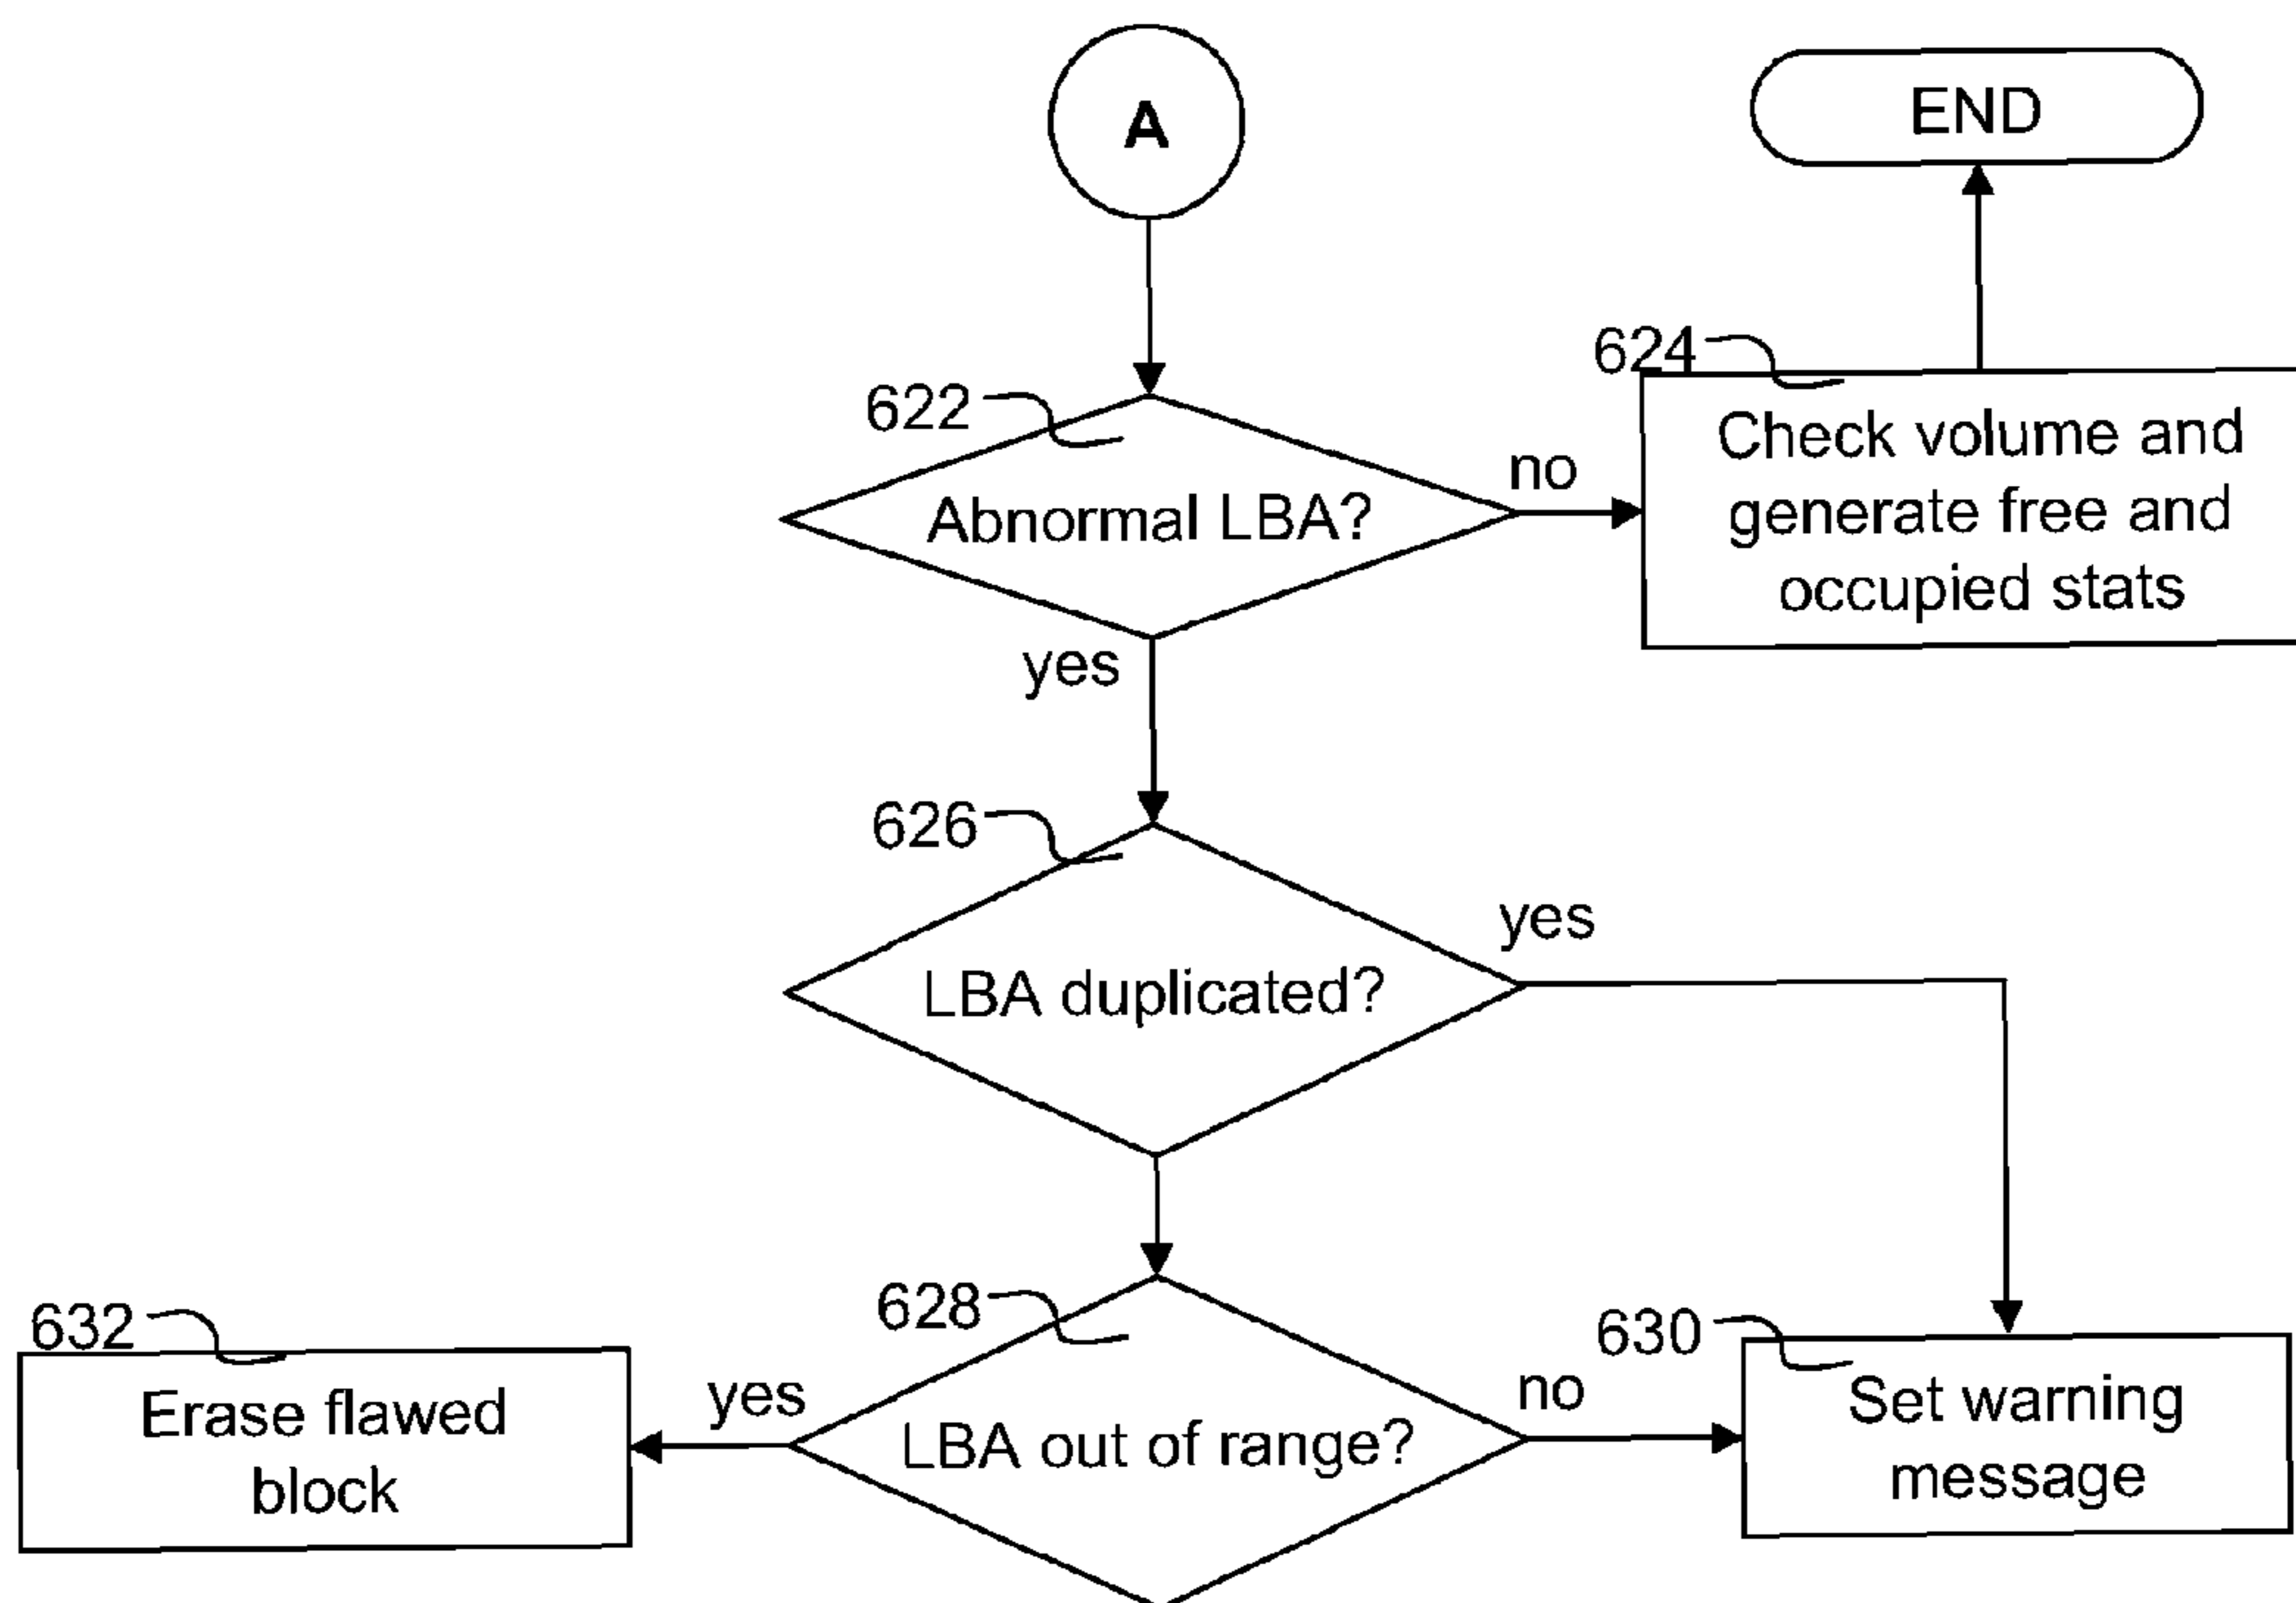 A
END
624
622
Abnormal LBA?
no
Check volume and
generate free and
occupied stats
yes
626
LBA duplicated?
yes
628
LBA out of range?
632
Erase flawed
block
yes
no
630
Set warning
message